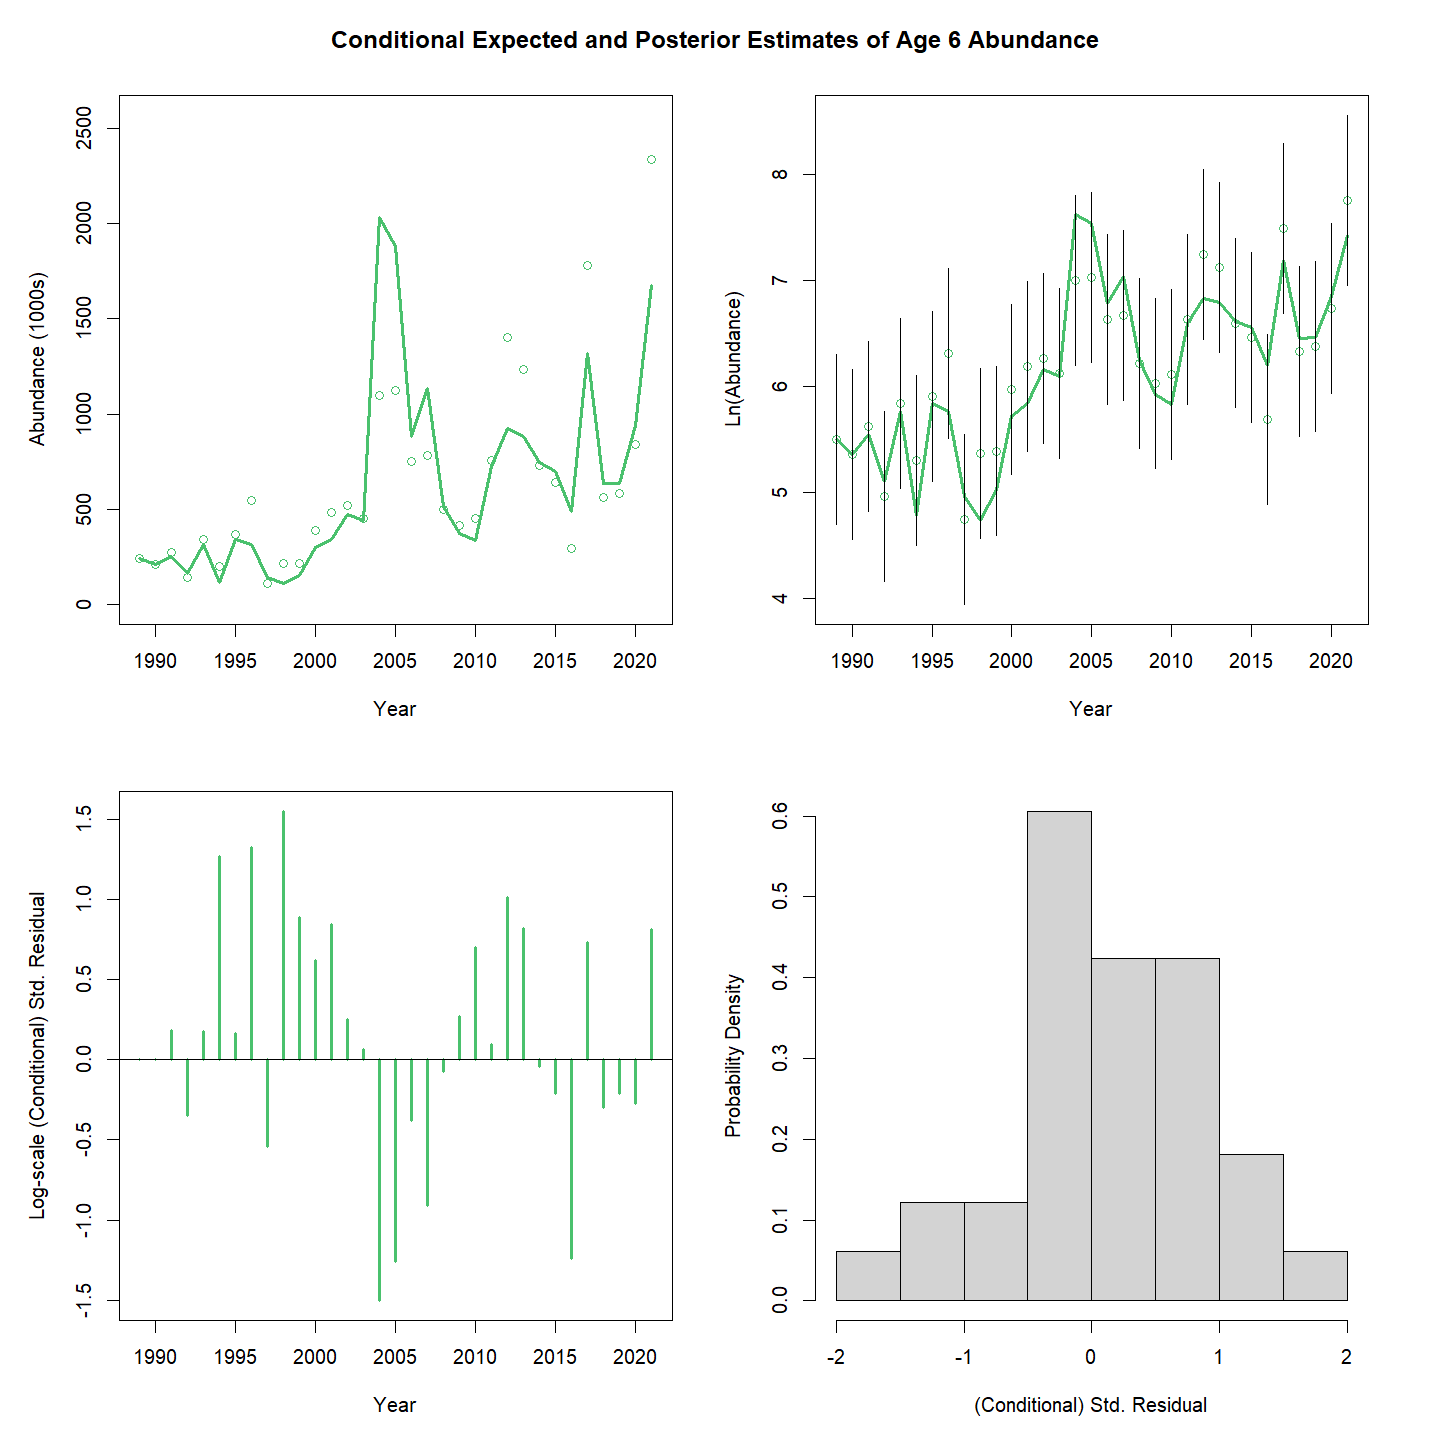 Conditional Expected and Posterior Estimates of Age 6 Abundance
Abundance (1000s)
2500
2000
1500
1000
500
0
1990 1995 2000 2005 2010 2015 2020
Year
Ln(Abundance)
8
7
6
5
4
1990 1995 2000 2005 2010 2015 2020
Year
Log-scale (Conditional) Std. Residual
1.5
1.0
0.5
0.0
-0.5
-1.0
-1.5
1990 1995 2000 2005 2010 2015 2020
Year
Probability Density
0.6
0.5
0.4
0.3
0.2
0.1
0.0
-2 -1 0 1 2
(Conditional) Std. Residual